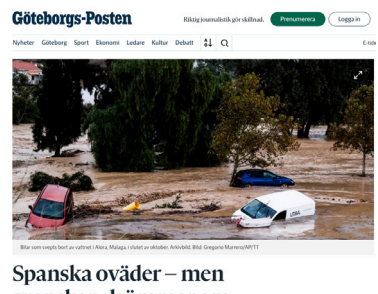 Göteborgs-Posten
Riktig journalistik gör skillnad.
Prenumerera
Logga in
Nyheter Göteborg Sport Ekonomi Ledare Kultur Debatt
Bilar som svepts bort av vattnet i Alora, Malaga, i slutet av oktober. Arkivbild. Bild: Gregorio Marrero/AP/TT
Spanska oväder – men